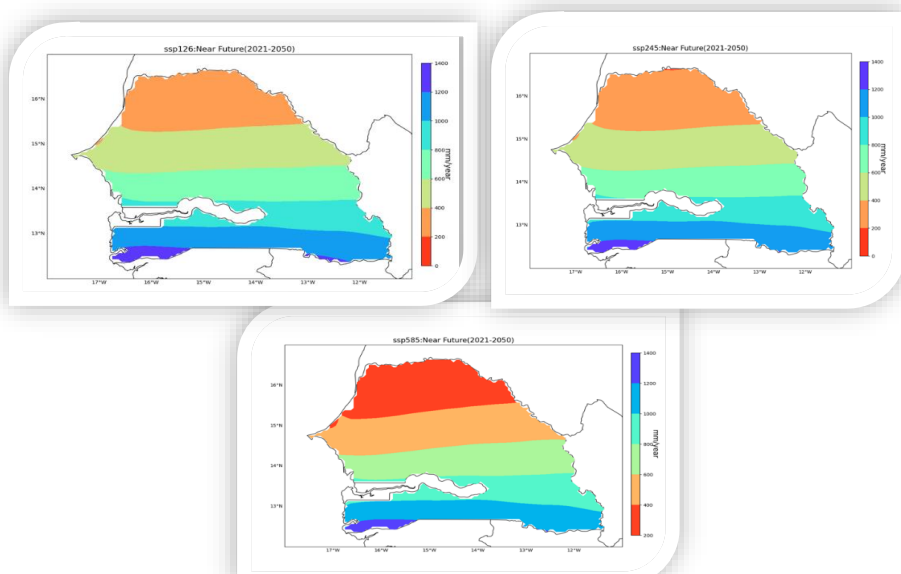 ssp126:Near Future(2021-2050)
1400
1200
1000
800
600
400
200
0
mm/year
16°N
15°N
14°N
13°N
17°W
16°W
15°W
14°W
13°W
12°W
ssp245:Near Future(2021-2050)
1400
1200
1000
800
600
400
200
0
mm/year
16°N
15°N
14°N
13°N
17°W
16°W
15°W
14°W
13°W
12°W
ssp585:Near Future(2021-2050)
1400
1200
1000
800
600
400
200
mm/year
16°N
15°N
14°N
13°N
17°W
16°W
15°W
14°W
13°W
12°W